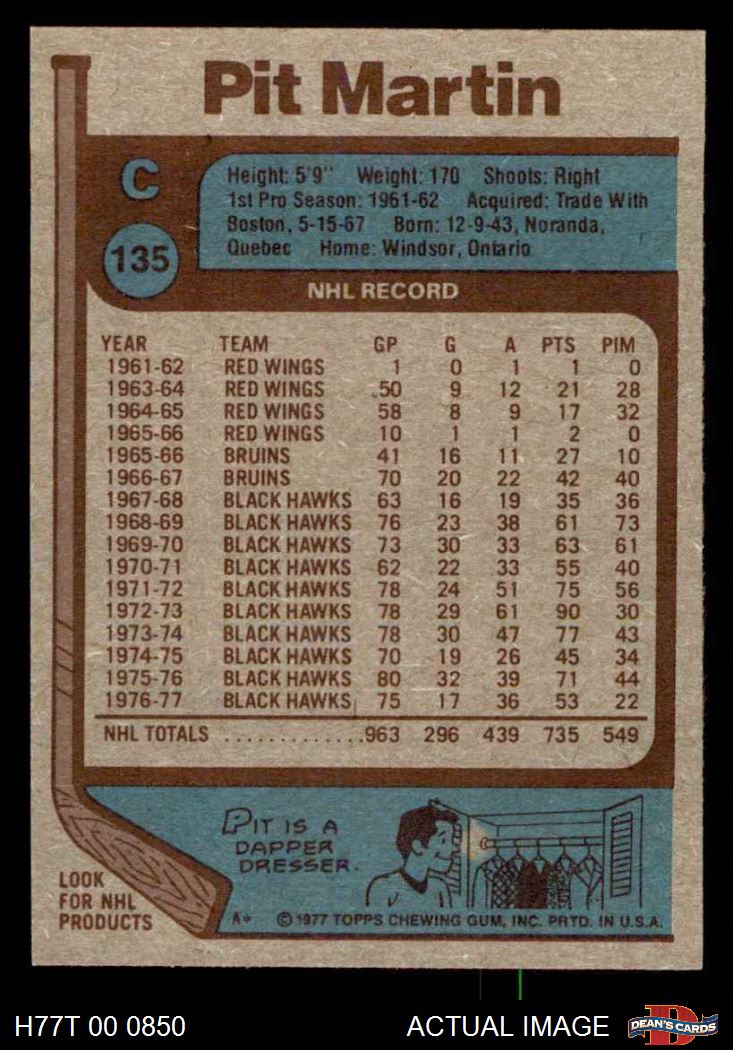 Pit Martin
C
135
Height: 5'9" Weight: 170 Shoots: Right
1st Pro Season: 1961-62 Acquired: Trade With
Boston, 5-15-67 Born: 12-9-43, Noranda,
Quebec Home: Windsor, Ontario
NHL RECORD
YEAR TEAM GP G A PTS PIM
1961-62 RED WINGS 1 0 1 1 0
1963-64 RED WINGS 50 9 12 21 28
1964-65 RED WINGS 58 8 9 17 32
1965-66 RED WINGS 10 1 1 2 0
1965-66 BRUINS 41 16 11 27 10
1966-67 BRUINS 70 20 22 42 40
1967-68 BLACK HAWKS 63 16 19 35 36
1968-69 BLACK HAWKS 76 23 38 61 73
1969-70 BLACK HAWKS 73 30 33 63 61
1970-71 BLACK HAWKS 62 22 33 55 40
1971-72 BLACK HAWKS 78 24 51 75 56
1972-73 BLACK HAWKS 78 29 61 90 30
1973-74 BLACK HAWKS 78 30 47 77 43
1974-75 BLACK HAWKS 70 19 26 45 34
1975-76 BLACK HAWKS 80 32 39 71 44
1976-77 BLACK HAWKS 75 17 36 53 22
NHL TOTALS .............963 296 439 735 549
PIT IS A
DAPPER
DRESSER.
LOOK
FOR NHL
PRODUCTS
A* ©1977 TOPPS CHEWING GUM, INC. PRTD. IN U.S.A.
H77T 00 0850 ACTUAL IMAGE
D
DEAN'S CARDS